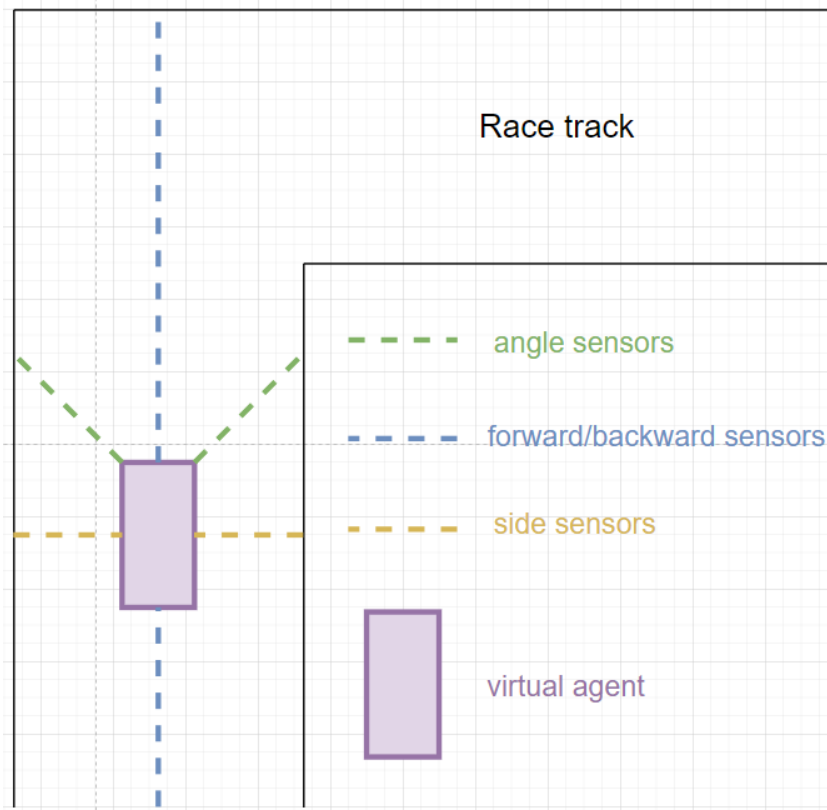 Race track
angle sensors
forward/backward sensors
side sensors
virtual agent